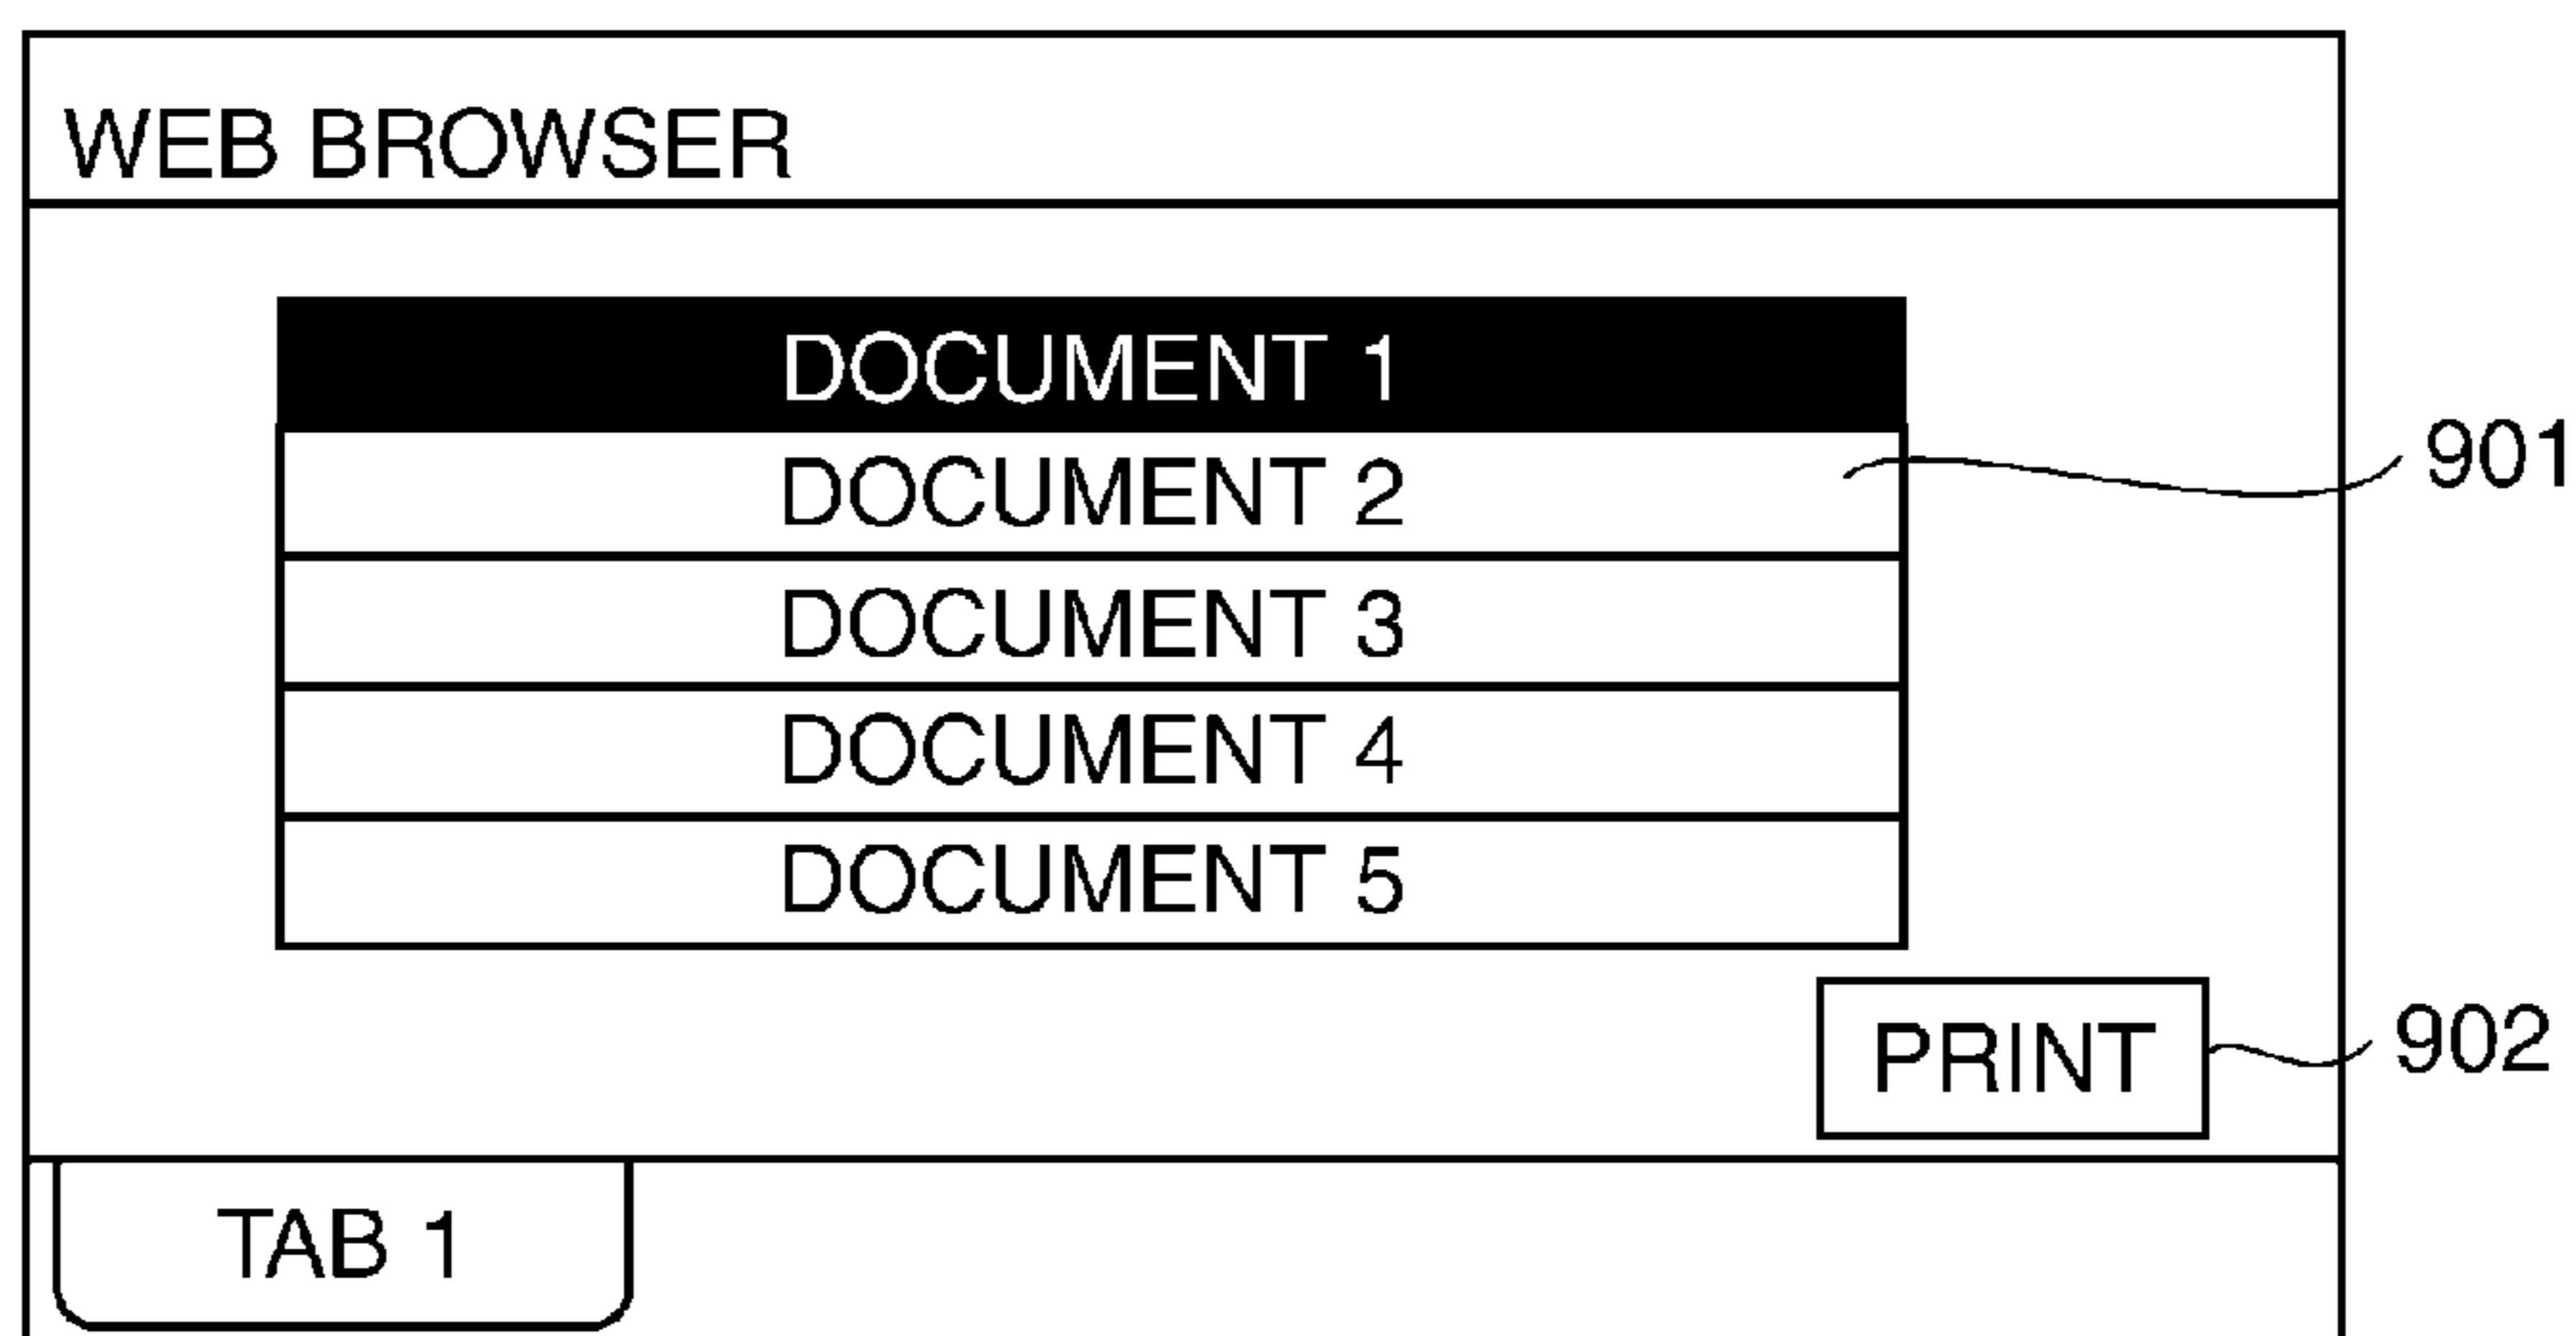 WEB BROWSER
DOCUMENT 1
DOCUMENT 2
901
DOCUMENT 3
DOCUMENT 4
DOCUMENT 5
PRINT
902
TAB 1